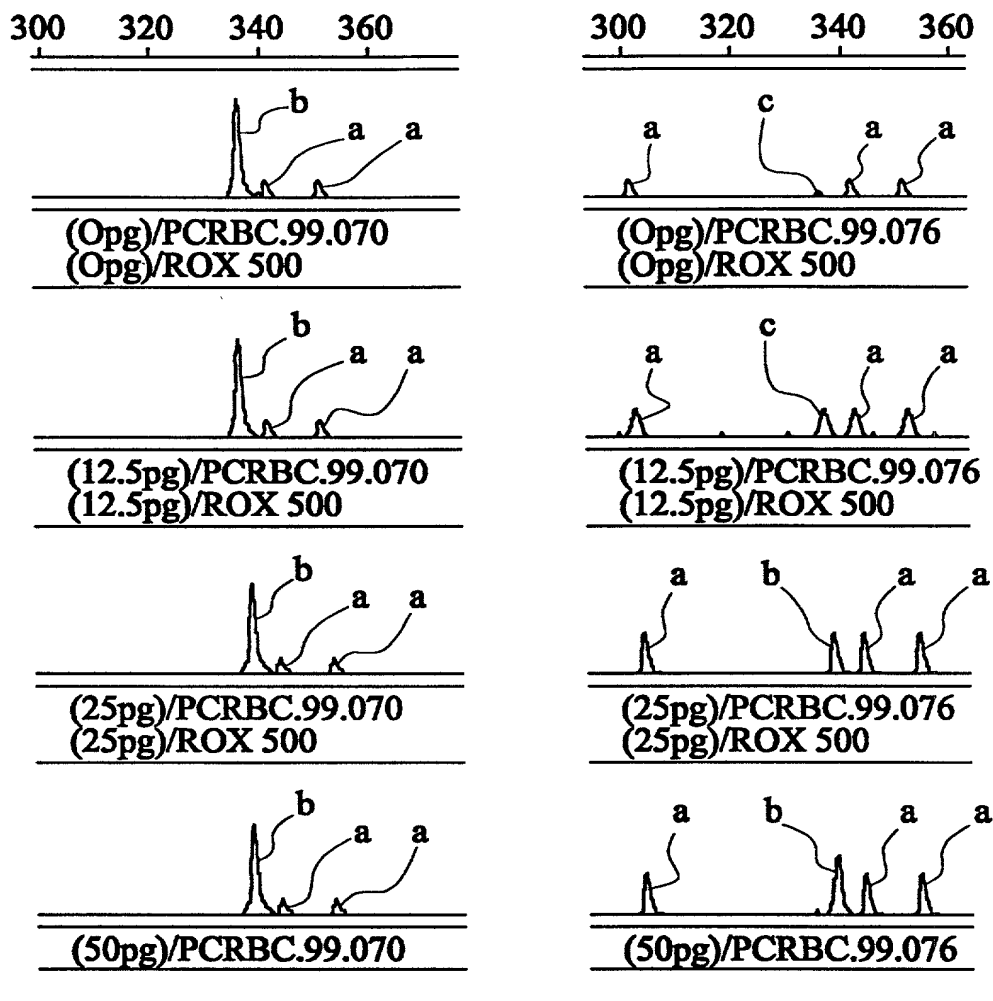 300 320 340 360
b a a
(Opg)/PCRBC.99.070
(Opg)/ROX 500
b a a
(12.5pg)/PCRBC.99.070
(12.5pg)/ROX 500
b a a
(25pg)/PCRBC.99.070
(25pg)/ROX 500
b a a
(50pg)/PCRBC.99.070
300 320 340 360
a c a a
(Opg)/PCRBC.99.076
(Opg)/ROX 500
a c a a
(12.5pg)/PCRBC.99.076
(12.5pg)/ROX 500
a b a a
(25pg)/PCRBC.99.076
(25pg)/ROX 500
a b a a
(50pg)/PCRBC.99.076